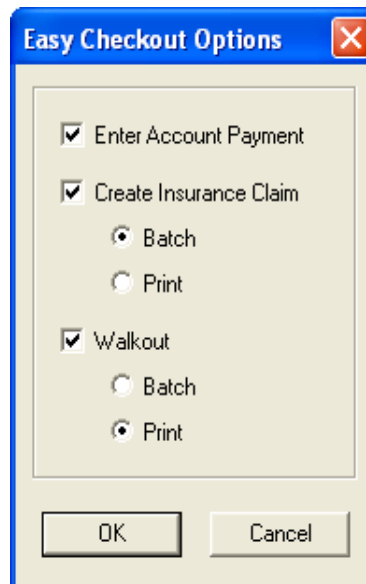 Easy Checkout Options
Enter Account Payment
Create Insurance Claim
Batch
Print
Walkout
Batch
Print
OK
Cancel